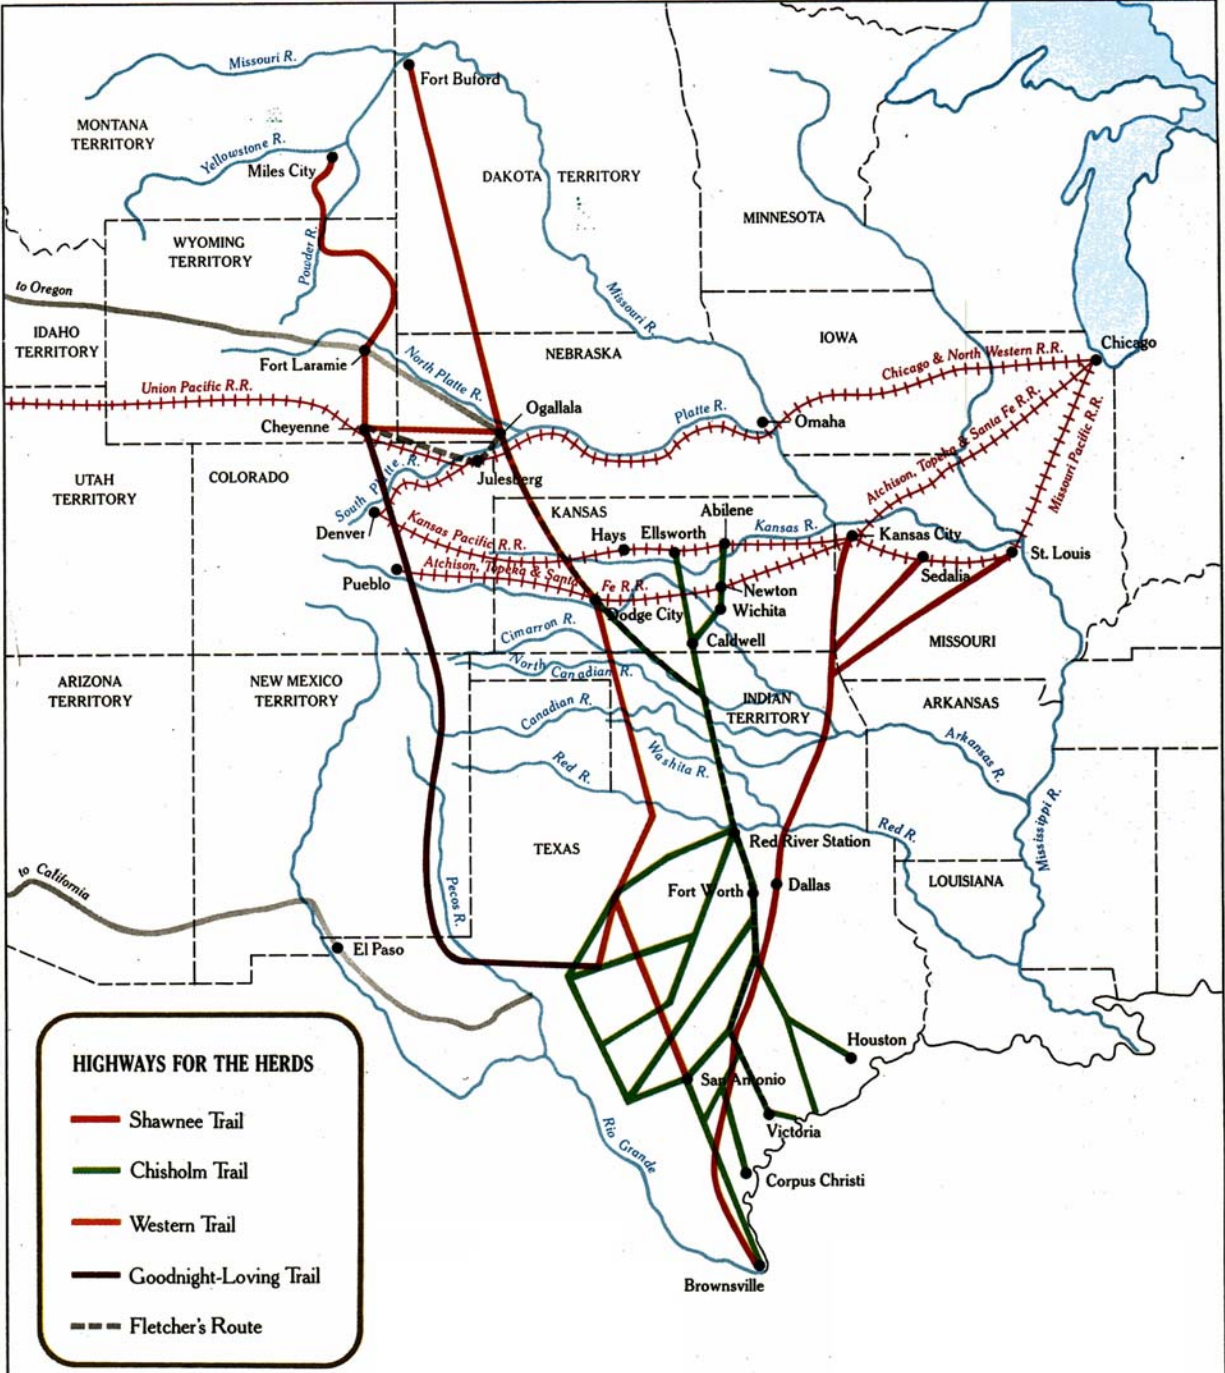 Missouri R.
Fort Buford
MONTANA
TERRITORY
Yellowstone R.
Miles City
DAKOTA TERRITORY
MINNESOTA
WYOMING
TERRITORY
Powder R.
to Oregon
Missouri R.
IDAHO
TERRITORY
IOWA
Chicago
NEBRASKA
Fort Laramie
North Platte R.
Chicago & North Western R.R.
Union Pacific R.R.
Ogallala
Platte R.
Omaha
Cheyenne
Atchison, Topeka & Santa Fe R.R.
Missouri Pacific R.R.
UTAH
TERRITORY
COLORADO
South Platte R.
Julesberg
KANSAS
Abilene
Denver
Kansas Pacific R.R.
Hays
Ellsworth
Kansas R.
Kansas City
St. Louis
Pueblo
Atchison, Topeka & Santa Fe R.R.
Sedalia
Newton
Dodge City
Wichita
Cimarron R.
Caldwell
MISSOURI
North Canadian R.
ARIZONA
TERRITORY
NEW MEXICO
TERRITORY
INDIAN
TERRITORY
ARKANSAS
Canadian R.
Arkansas R.
Washita R.
Red R.
Mississippi R.
Red R.
TEXAS
Red River Station
to California
Pecos R.
Fort Worth
Dallas
LOUISIANA
El Paso
Houston
San Antonio
Victoria
Rio Grande
Corpus Christi
Brownsville
HIGHWAYS FOR THE HERDS
Shawnee Trail
Chisholm Trail
Western Trail
Goodnight-Loving Trail
Fletcher's Route